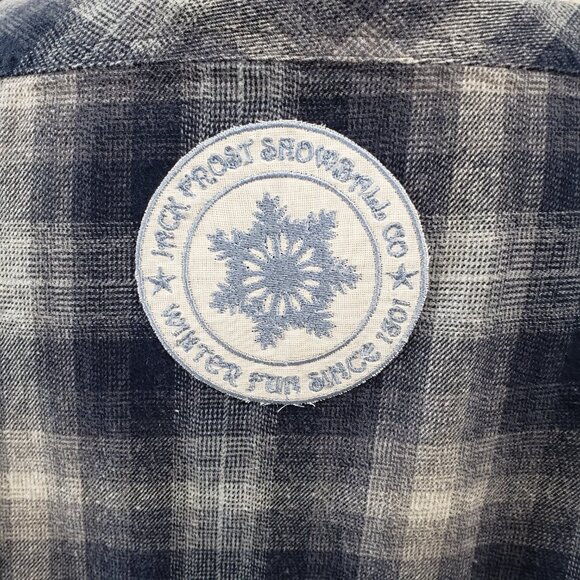 JACK FROST SNOWBALL CO
WINTER FUN SINCE 1801